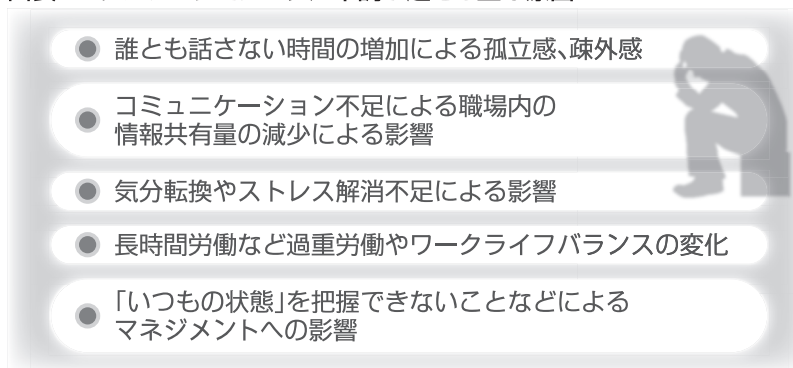 ● 誰とも話さない時間の増加による孤立感、疎外感
● コミュニケーション不足による職場内の
情報共有量の減少による影響
● 気分転換やストレス解消不足による影響
● 長時間労働など過重労働やワークライフバランスの変化
● 「いつもの状態」を把握できないことなどによる
マネジメントへの影響